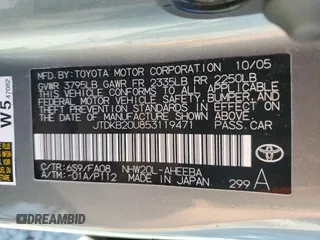 MFD BY: TOYOTA MOTOR CORPORATION 10/05
GVWR 3795LB GAWR FR 2335LB RR 2250LB
THIS VEHICLE CONFORMS TO ALL APPLICABLE
FEDERAL MOTOR VEHICLE SAFETY, BUMPER, AND
THEFT PREVENTION STANDARDS IN EFFECT ON
THE DATE OF MANUFACTURE SHOWN ABOVE.
JTDKB20U853119471 PASS.CAR
C/TR: 6S9/FA08 NHW20L-AHEEBA
A/TM: -01A/P112 MADE IN JAPAN 299 A
TOYOTA
W5 47082